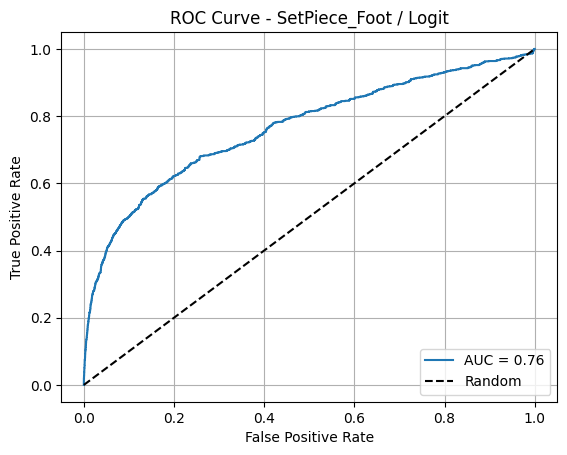 ROC Curve - SetPiece_Foot / Logit
True Positive Rate
1.0
0.8
0.6
0.4
0.2
0.0
AUC = 0.76
Random
0.0 0.2 0.4 0.6 0.8 1.0
False Positive Rate